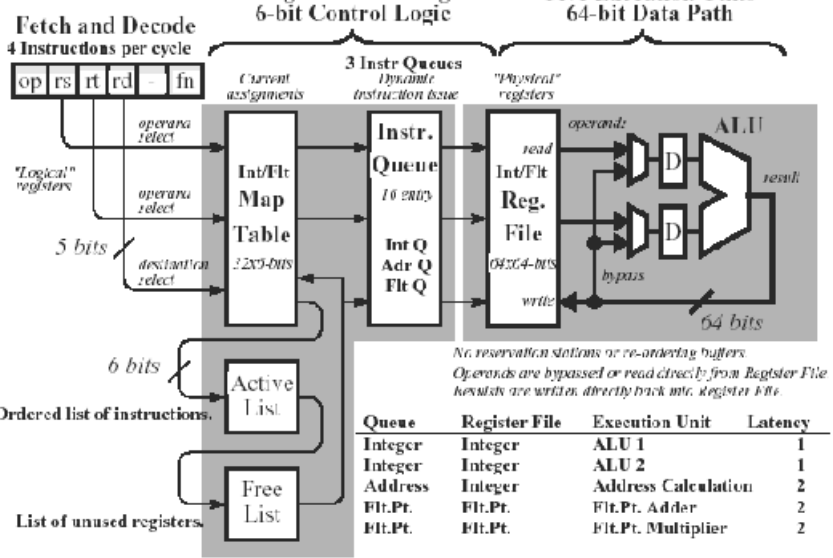 6-bit Control Logic
64-bit Data Path
Fetch and Decode
4 Instructions per cycle
op rs rt rd - fn
3 Instr Queues
Current
assignments
Dynamic
instruction issue
"Physical"
registers
operand
select
"Logical"
registers
operand
select
5 bits
destination
select
Int/Flt
Map
Table
32x6-bits
Instr.
Queue
16 entry
Int Q
Adr Q
Flt Q
read
Int/Flt
Reg.
File
64x64-bits
write
operands
ALU
D
D
result
bypass
64 bits
6 bits
Active
List
Ordered list of instructions.
Free
List
List of unused registers.
No reservation stations or re-ordering buffers.
Operands are bypassed or read directly from Register File
Results are written directly back into Register File.
Queue Register File Execution Unit Latency
Integer Integer ALU 1 1
Integer Integer ALU 2 1
Address Integer Address Calculation 2
Flt.Pt. Flt.Pt. Flt.Pt. Adder 2
Flt.Pt. Flt.Pt. Flt.Pt. Multiplier 2